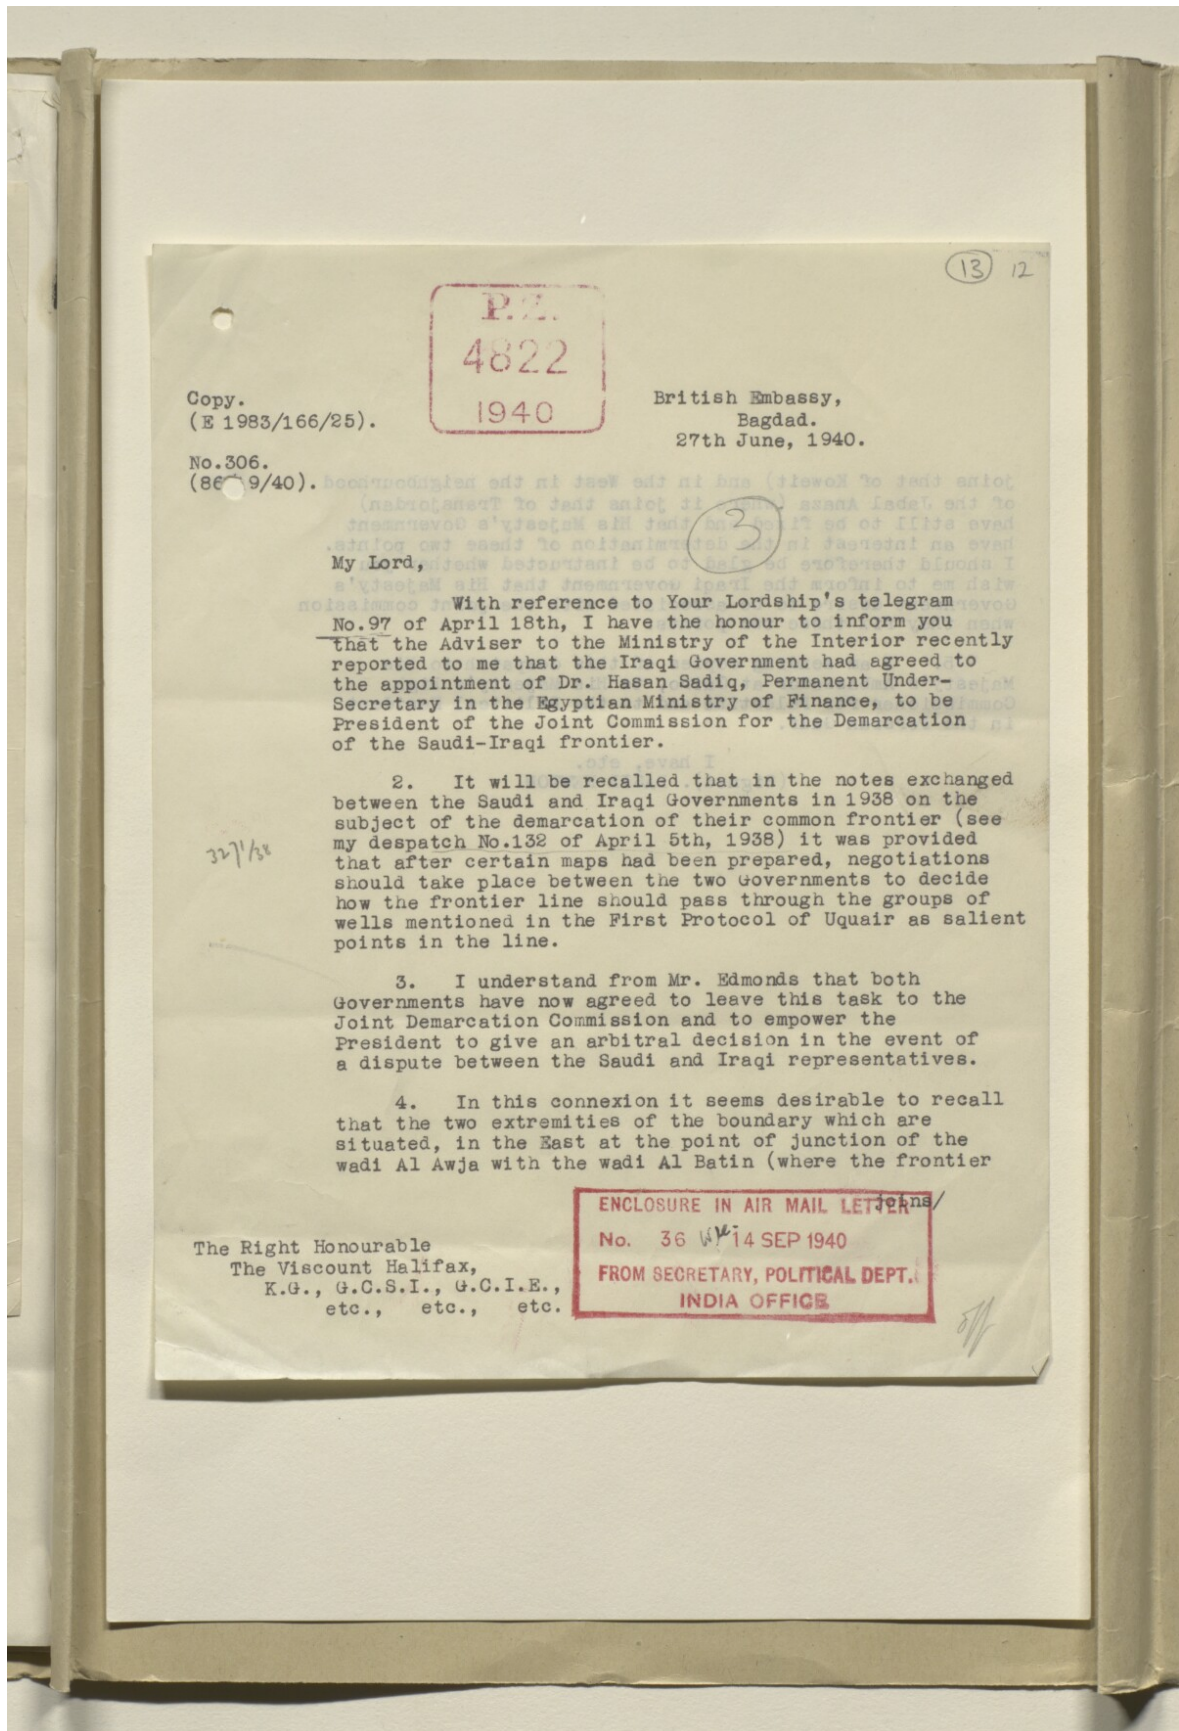 13 12
P.Z.
4822
1940
Copy.
(E 1983/166/25).
British Embassy,
Bagdad.
27th June, 1940.
No.306.
(86 9/40).
3
My Lord,
With reference to Your Lordship's telegram
No.97 of April 18th, I have the honour to inform you
that the Adviser to the Ministry of the Interior recently
reported to me that the Iraqi Government had agreed to
the appointment of Dr. Hasan Sadiq, Permanent Under-
Secretary in the Egyptian Ministry of Finance, to be
President of the Joint Commission for the Demarcation
of the Saudi-Iraqi frontier.
2. It will be recalled that in the notes exchanged
between the Saudi and Iraqi Governments in 1938 on the
subject of the demarcation of their common frontier (see
my despatch No.132 of April 5th, 1938) it was provided
that after certain maps had been prepared, negotiations
should take place between the two Governments to decide
how the frontier line should pass through the groups of
wells mentioned in the First Protocol of Uquair as salient
points in the line.
3271/38
3. I understand from Mr. Edmonds that both
Governments have now agreed to leave this task to the
Joint Demarcation Commission and to empower the
President to give an arbitral decision in the event of
a dispute between the Saudi and Iraqi representatives.
4. In this connexion it seems desirable to recall
that the two extremities of the boundary which are
situated, in the East at the point of junction of the
wadi Al Awja with the wadi Al Batin (where the frontier
joins/
ENCLOSURE IN AIR MAIL LETTER
No. 36 14 SEP 1940
FROM SECRETARY, POLITICAL DEPT.
INDIA OFFICE
The Right Honourable
The Viscount Halifax,
K.G., G.C.S.I., G.C.I.E.,
etc., etc., etc.